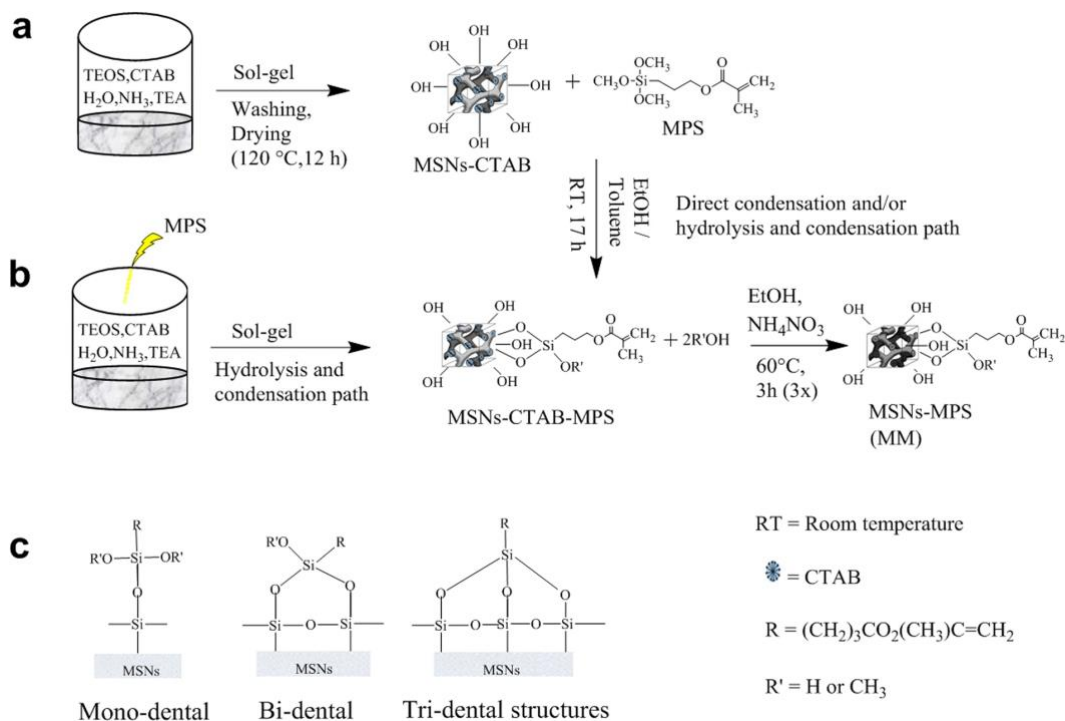 a
TEOS,CTAB
H₂O,NH₃,TEA
Sol-gel
Washing,
Drying
(120 °C,12 h)
OH
OH
OH
OH
OH
OH
OH
OH
MSNs-CTAB
+
OCH₃
CH₃O-Si
OCH₃
O
O
CH₂
CH₃
MPS
EtOH /
Toluene
RT, 17 h
Direct condensation and/or
hydrolysis and condensation path
b
MPS
TEOS,CTAB
H₂O,NH₃,TEA
Sol-gel
Hydrolysis and
condensation path
OH
OH
OH
OH
OH
O
O
Si
OR'
O
O
CH₂
CH₃
+ 2R'OH
MSNs-CTAB-MPS
EtOH,
NH₄NO₃
60°C,
3h (3x)
OH
OH
OH
OH
OH
O
O
Si
OR'
O
O
CH₂
CH₃
MSNs-MPS
(MM)
c
R
R'O-Si-OR'
O
Si
MSNs
Mono-dental
R'O
R
Si
O
O
Si-O-Si
MSNs
Bi-dental
R
Si
O
O
O
Si-O-Si-O-Si
MSNs
Tri-dental structures
RT = Room temperature
= CTAB
R = (CH₂)₃CO₂(CH₃)C=CH₂
R' = H or CH₃